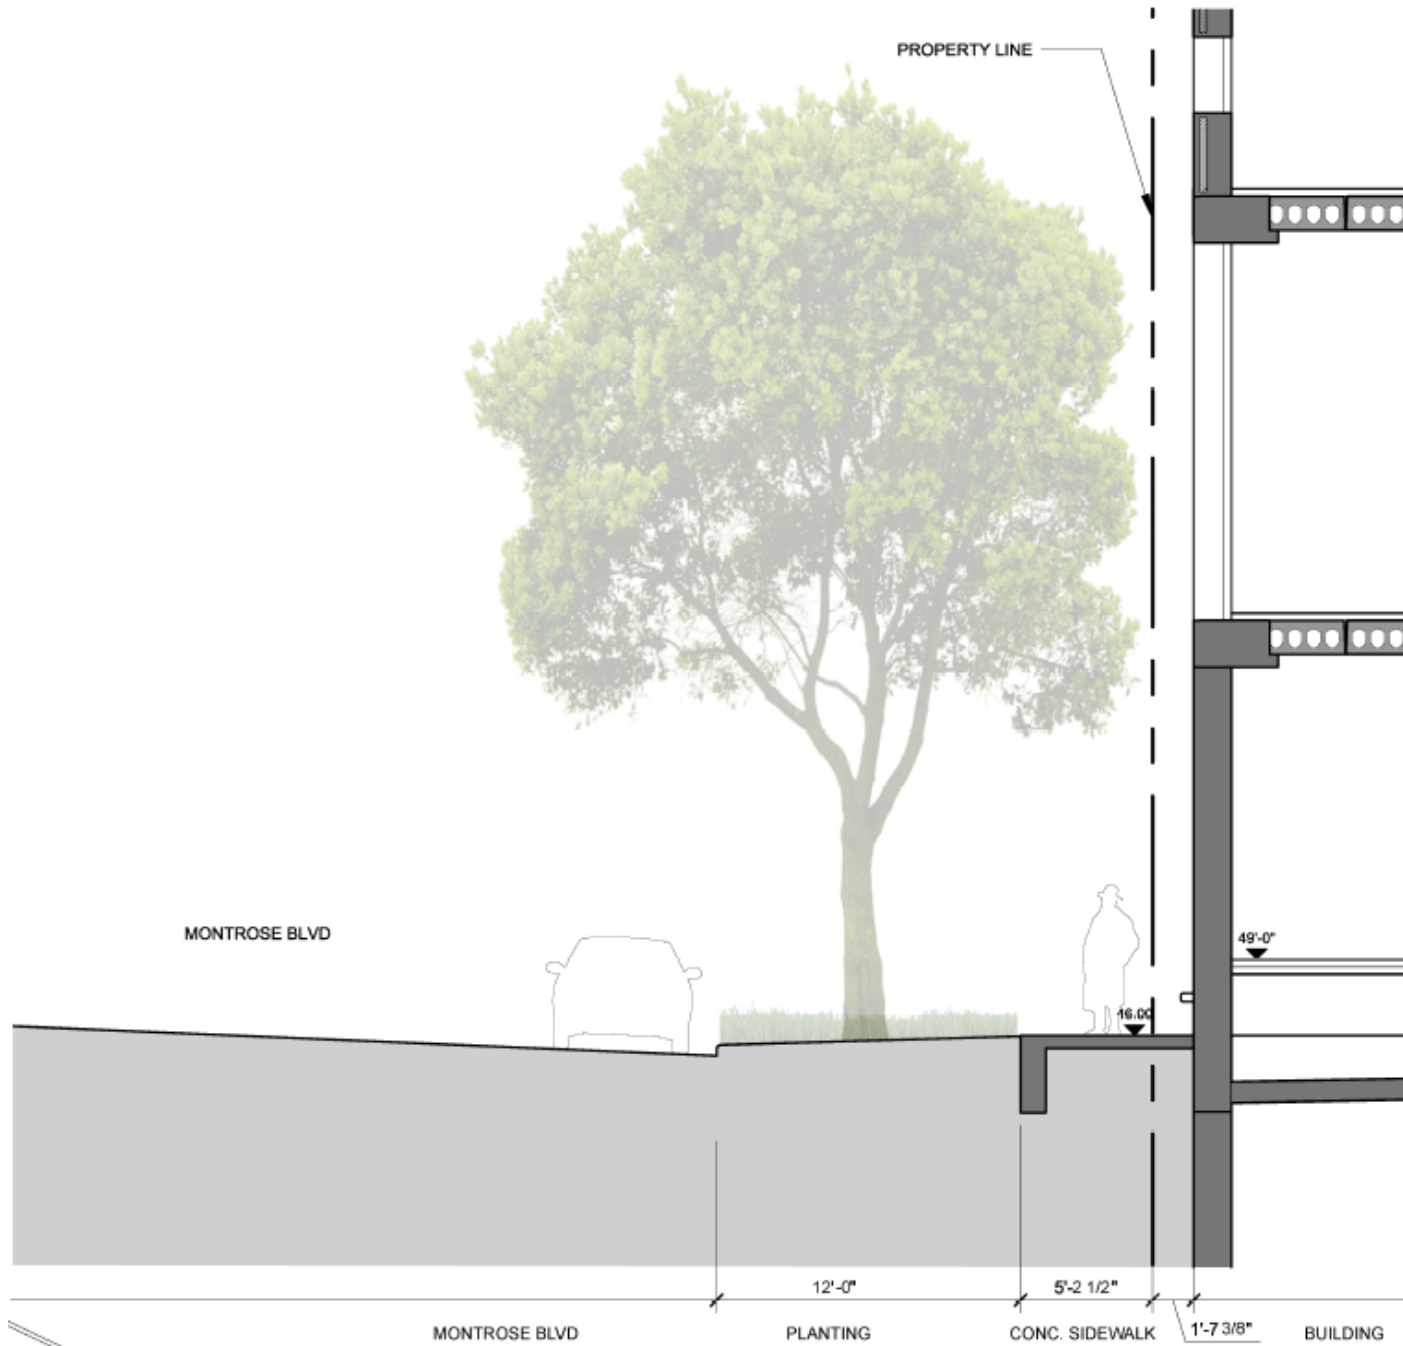 PROPERTY LINE
MONTROSE BLVD
49'-0"
46.00
12'-0"
5'-2 1/2"
MONTROSE BLVD
PLANTING
CONC. SIDEWALK
1'-7 3/8"
BUILDING